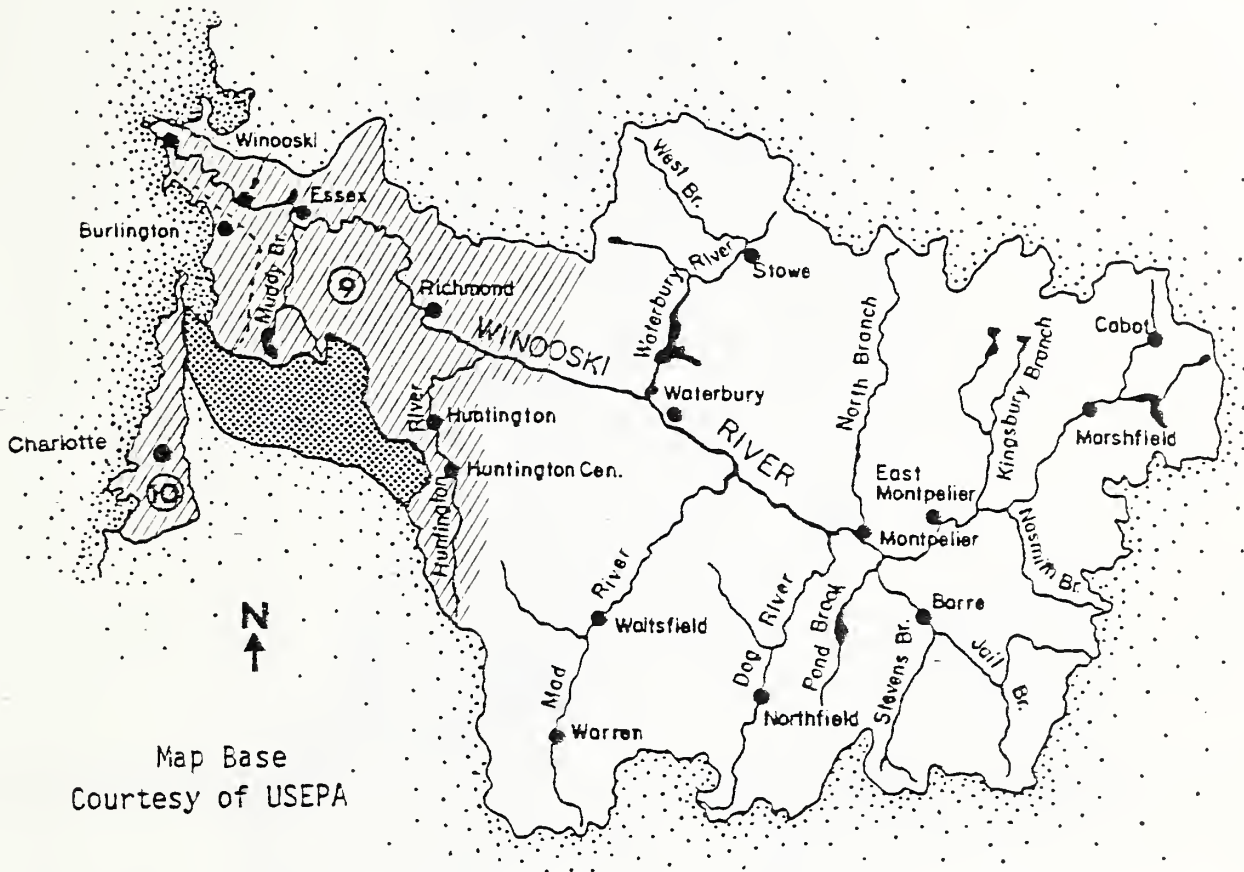 Winooski
Essex
Burlington
Muddy Br.
9
Richmond
WINOOSKI
RIVER
West Br.
River
Stowe
Waterbury
Waterbury
North Branch
Kingsbury Branch
Cabot
Marshfield
East
Montpelier
Montpelier
Nasmith Br.
River
Huntington
Huntington Cen.
Huntington
Charlotte
10
River
Mad
Waitsfield
Warren
River
Dog
Northfield
Pond Brook
Stevens Br.
Barre
Jail
Br.
N
Map Base
Courtesy of USEPA